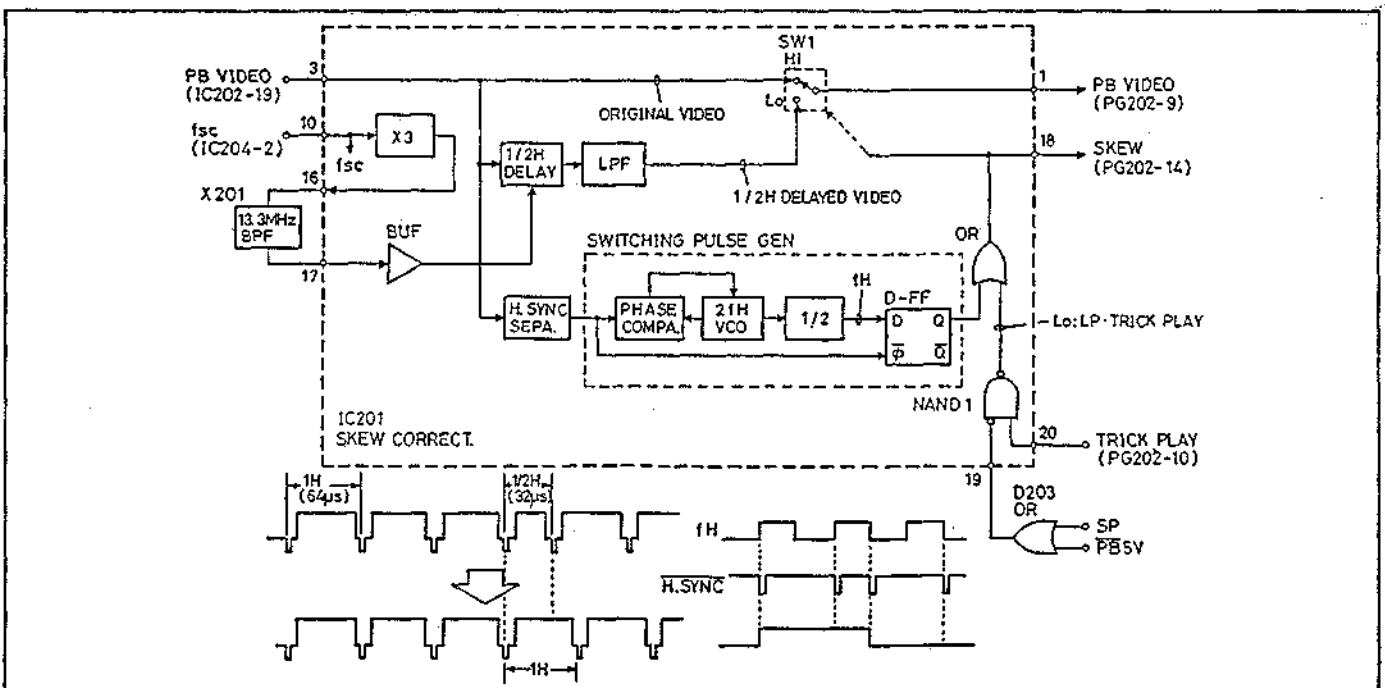 SW1
HI
PB VIDEO
(IC202-19)
3
1
PB VIDEO
(PG202-9)
ORIGINAL VIDEO
Lo
fsc
(IC204-2)
10
X3
fsc
18
SKEW
(PG202-14)
1/2H
DELAY
LPF
16
X201
1/2H DELAYED VIDEO
13.3MHz
BPF
BUF
OR
SWITCHING PULSE GEN
17
fH
D-FF
H.SYNC
SEPA.
PHASE
COMPA.
2fH
VCO
1/2
D
Q
Φ
Q
Lo:LP·TRICK PLAY
NAND 1
IC201
SKEW CORRECT.
20
TRICK PLAY
(PG202-10)
19
1H
(64μs)
1/2H
(32μs)
D203
OR
SP
PBSV
fH
H.SYNC
1H